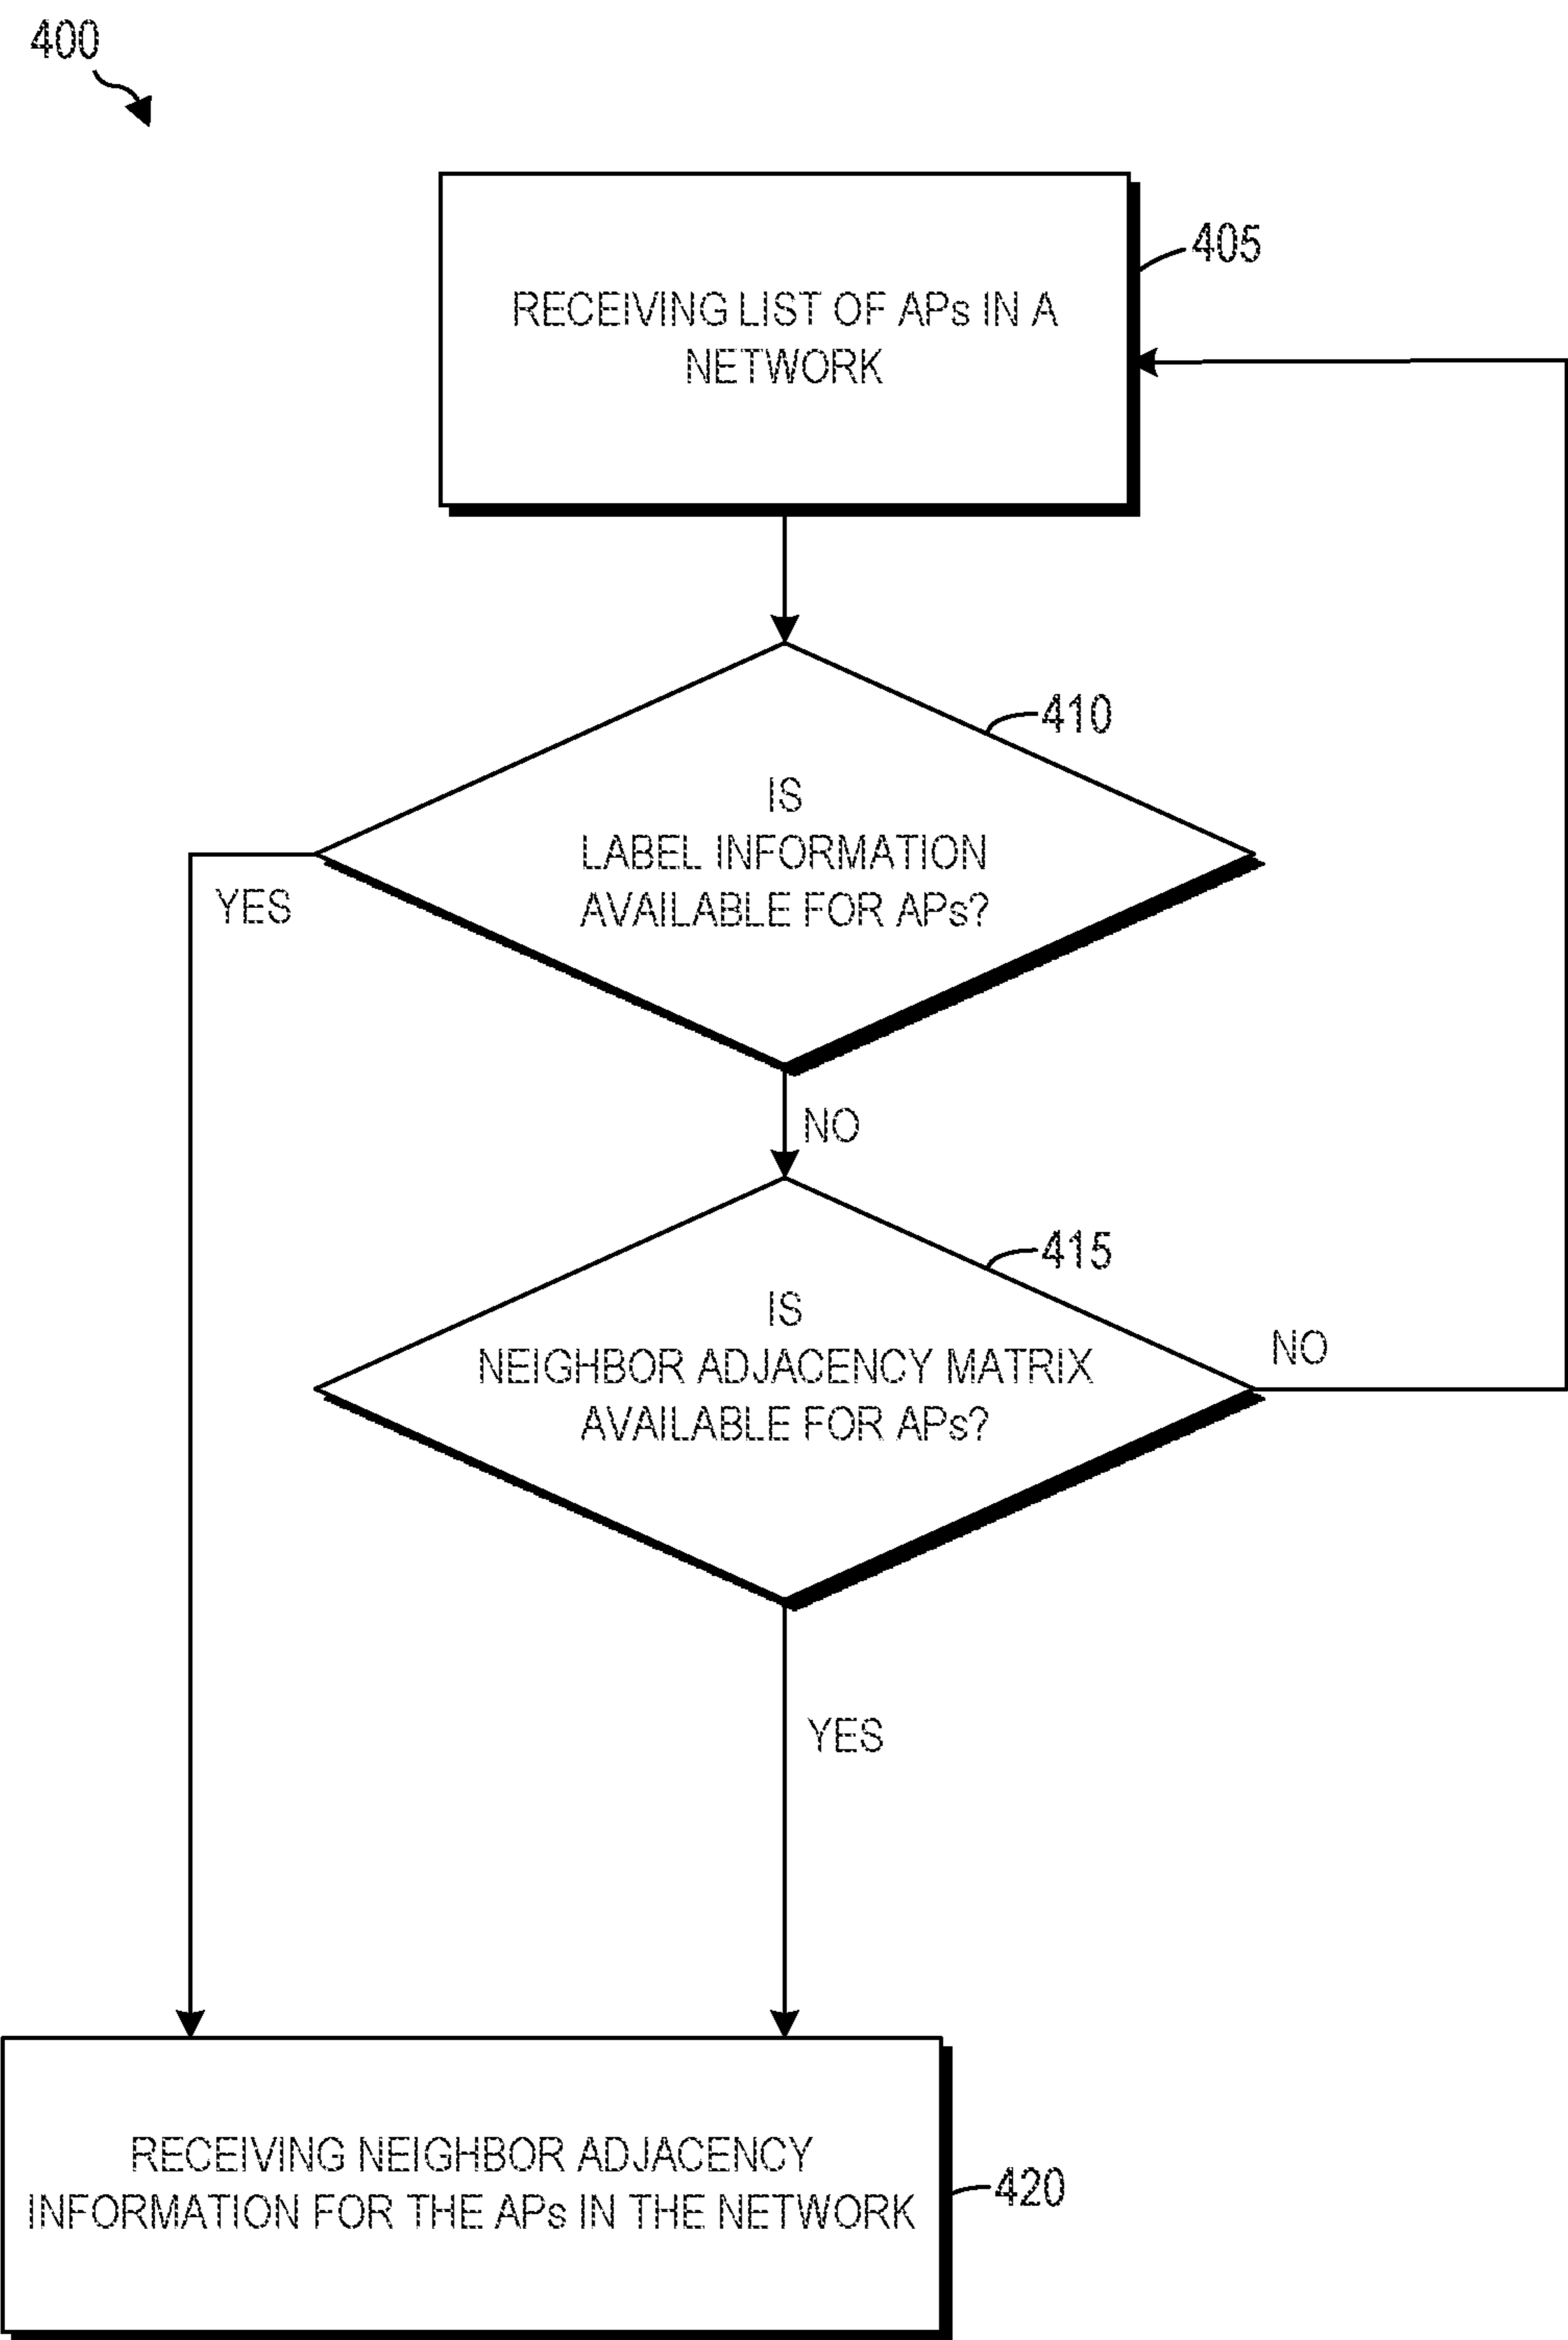 400
RECEIVING LIST OF APs IN A
NETWORK
405
410
IS
LABEL INFORMATION
AVAILABLE FOR APs?
YES
NO
415
IS
NEIGHBOR ADJACENCY MATRIX
AVAILABLE FOR APs?
NO
YES
RECEIVING NEIGHBOR ADJACENCY
INFORMATION FOR THE APs IN THE NETWORK
420